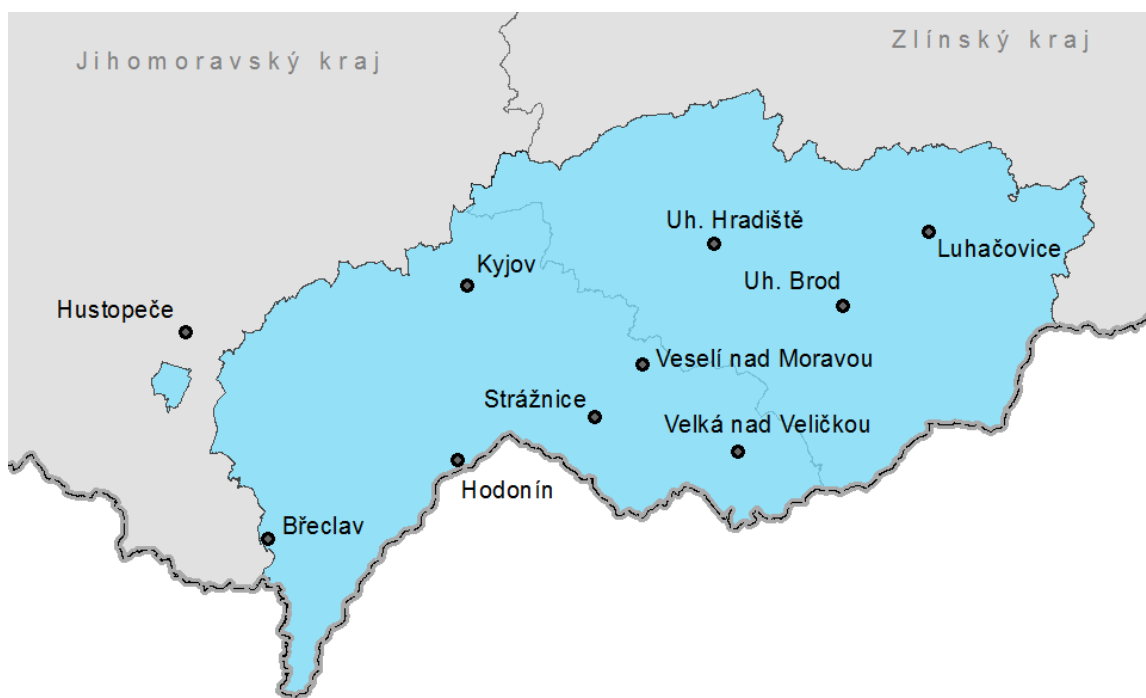 Zlínský kraj
Jihomoravský kraj
Uh. Hradiště
Luhačovice
Kyjov
Uh. Brod
Hustopeče
Veselí nad Moravou
Strážnice
Velká nad Veličkou
Hodonín
Břeclav